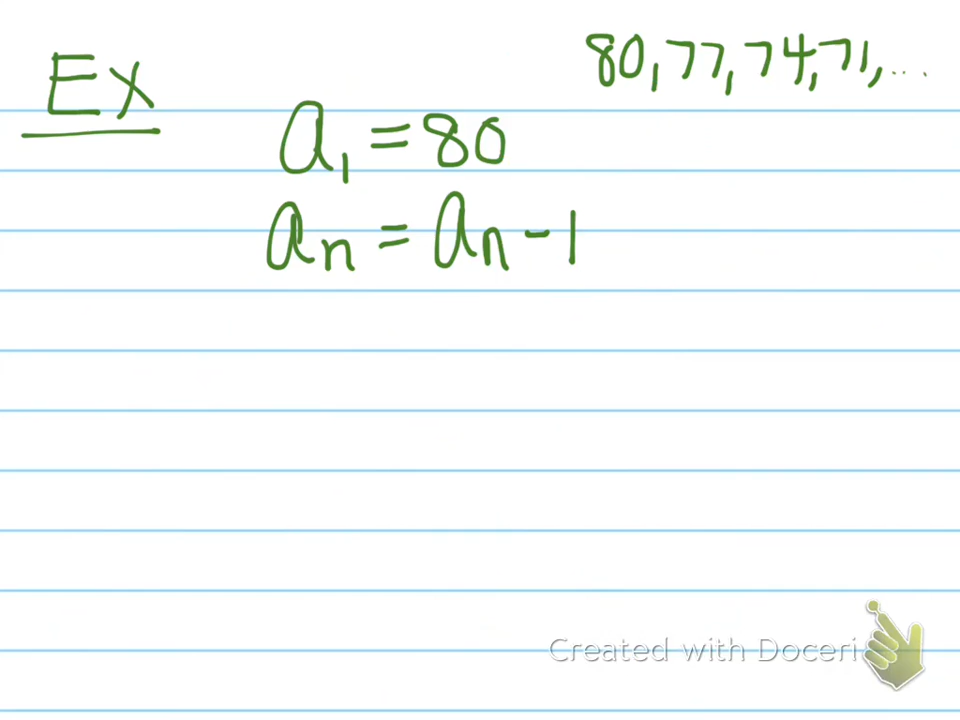 Ex
80, 77, 74, 71, ...
a₁ = 80
aₙ = aₙ - 1
Created with Doceri